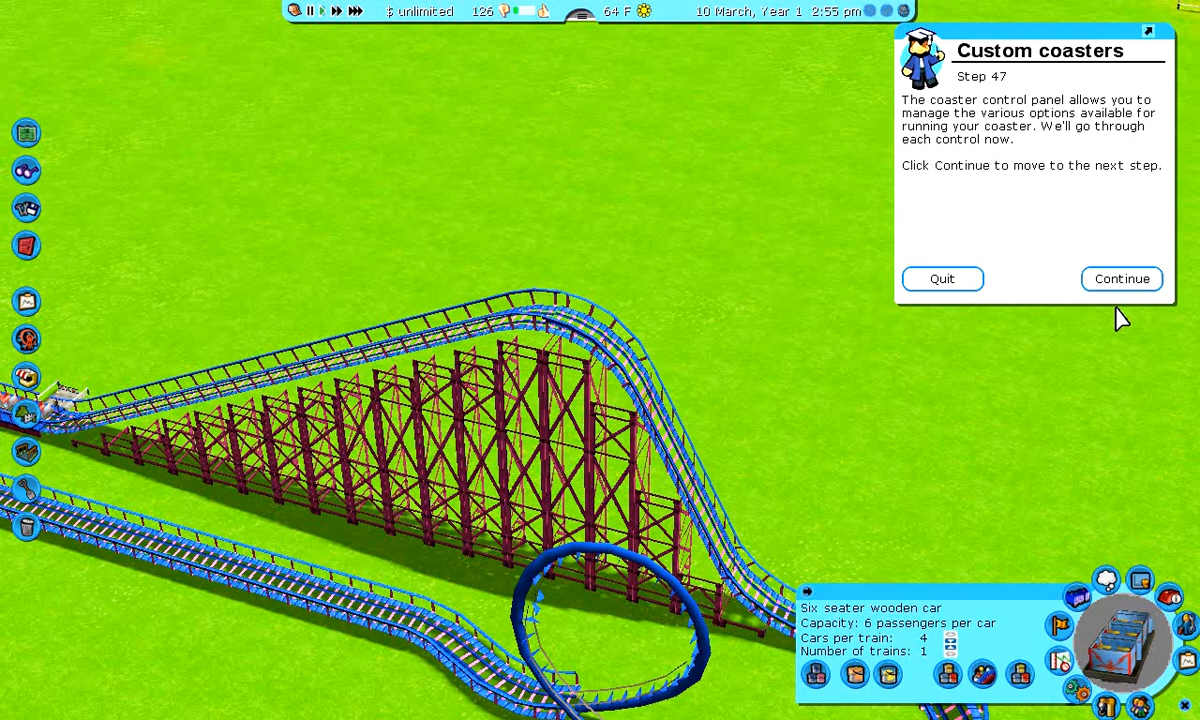 $ unlimited 126 64 F 10 March, Year 1 2:55 pm
Custom coasters
Step 47
The coaster control panel allows you to
manage the various options available for
running your coaster. We'll go through
each control now.
Click Continue to move to the next step.
Quit Continue
Six seater wooden car
Capacity: 6 passengers per car
Cars per train: 4
Number of trains: 1